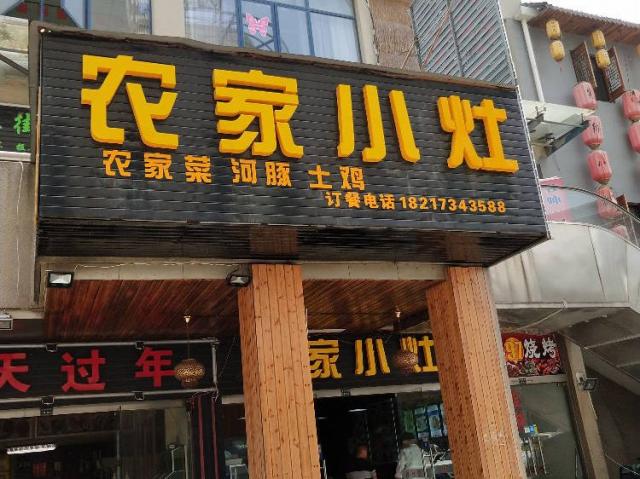 农家小灶
农家菜 河豚 土鸡
订餐电话 18217343588
天过年
家小灶
烧烤